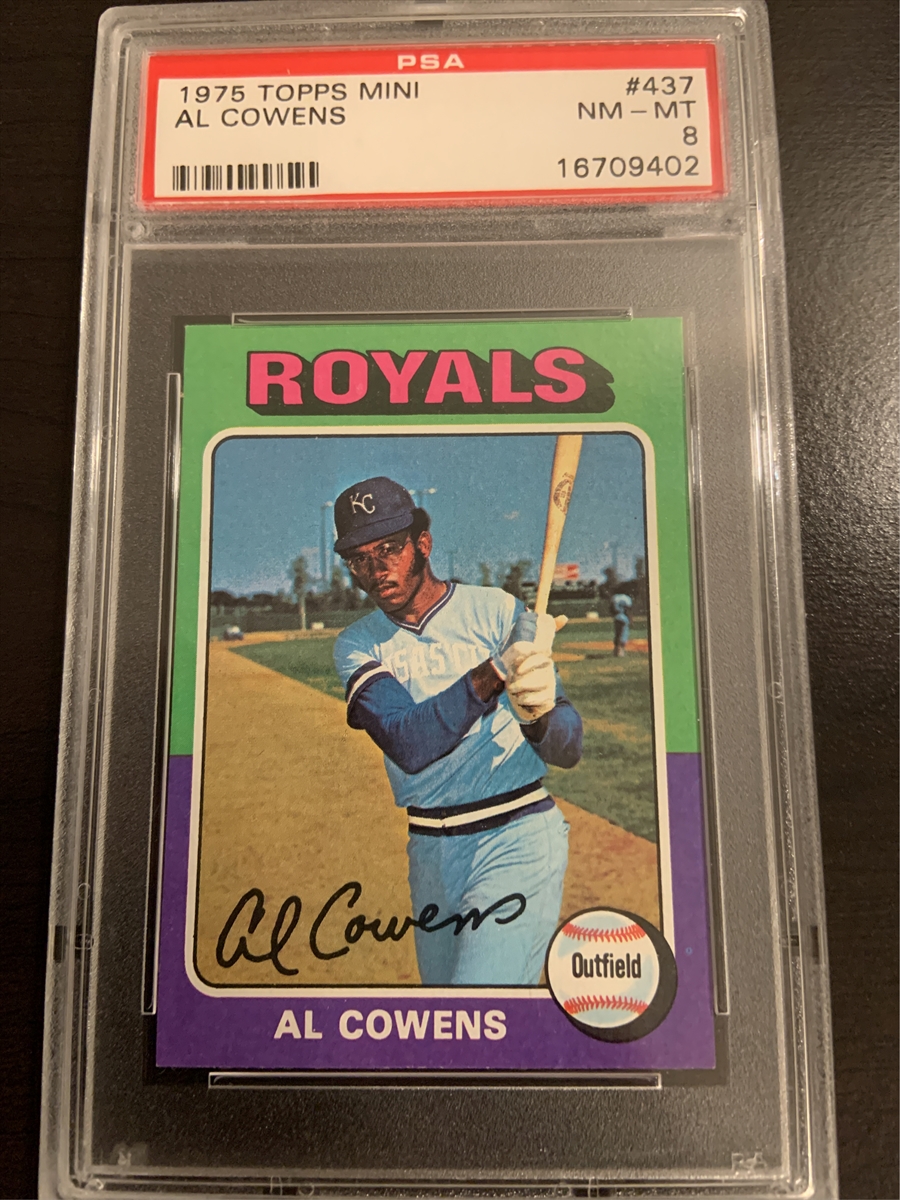 PSA
1975 TOPPS MINI #437
AL COWENS NM - MT
8
16709402
ROYALS
KC
Al Cowens
Outfield
AL COWENS